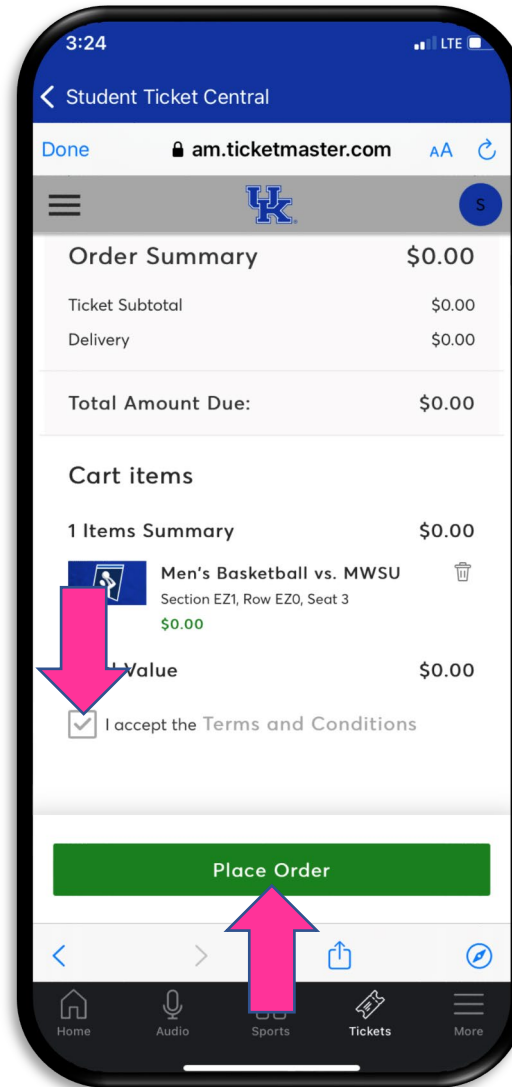 3:24
LTE
Student Ticket Central
Done am.ticketmaster.com AA
UK S
Order Summary $0.00
Ticket Subtotal $0.00
Delivery $0.00
Total Amount Due: $0.00
Cart items
1 Items Summary $0.00
Men's Basketball vs. MWSU
Section EZ1, Row EZ0, Seat 3
$0.00
Value $0.00
I accept the Terms and Conditions
Place Order
Home Audio Sports Tickets More